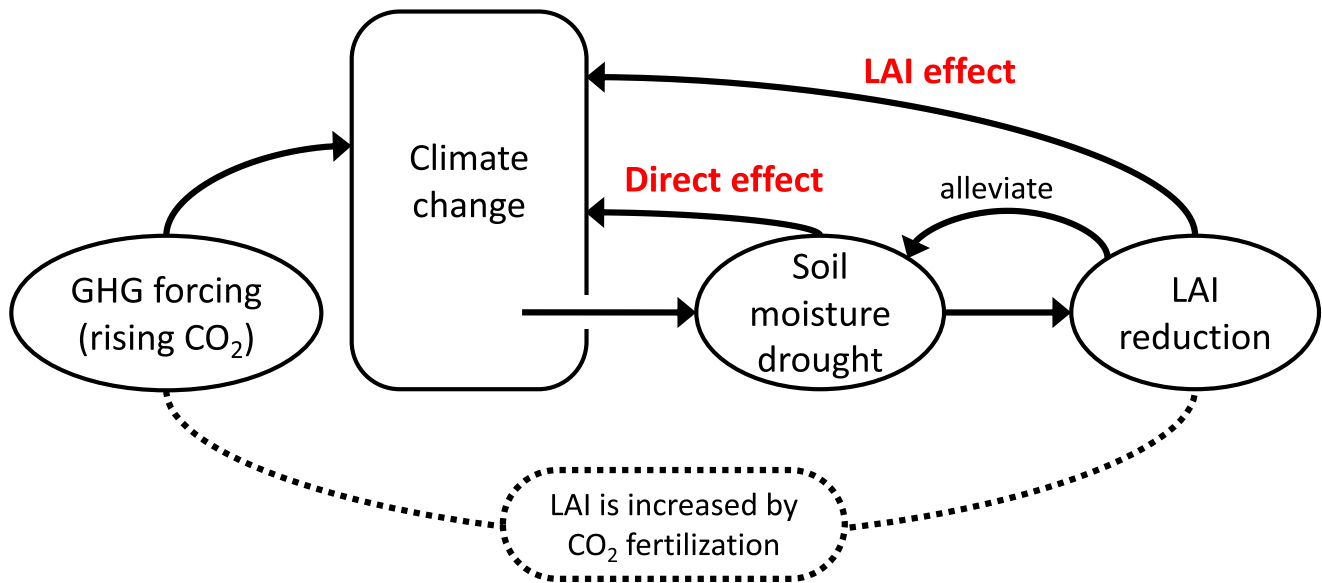 LAI effect
Direct effect
alleviate
Climate
change
GHG forcing
(rising CO₂)
Soil
moisture
drought
LAI
reduction
LAI is increased by
CO₂ fertilization